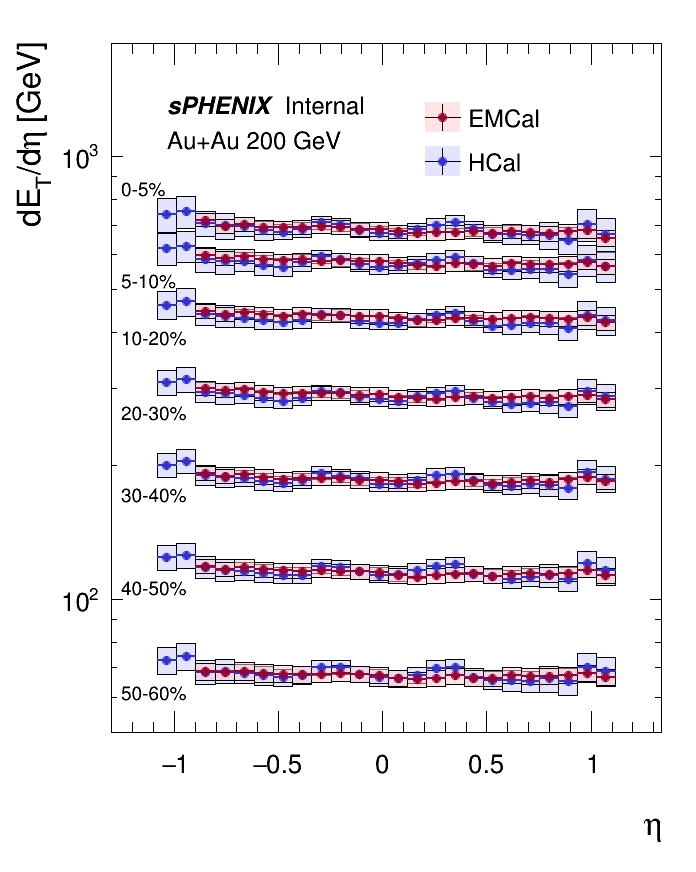 dE_T/dη [GeV]
sPHENIX Internal
Au+Au 200 GeV
EMCal
HCal
10^3
0-5%
5-10%
10-20%
20-30%
30-40%
40-50%
10^2
50-60%
−1 −0.5 0 0.5 1
η